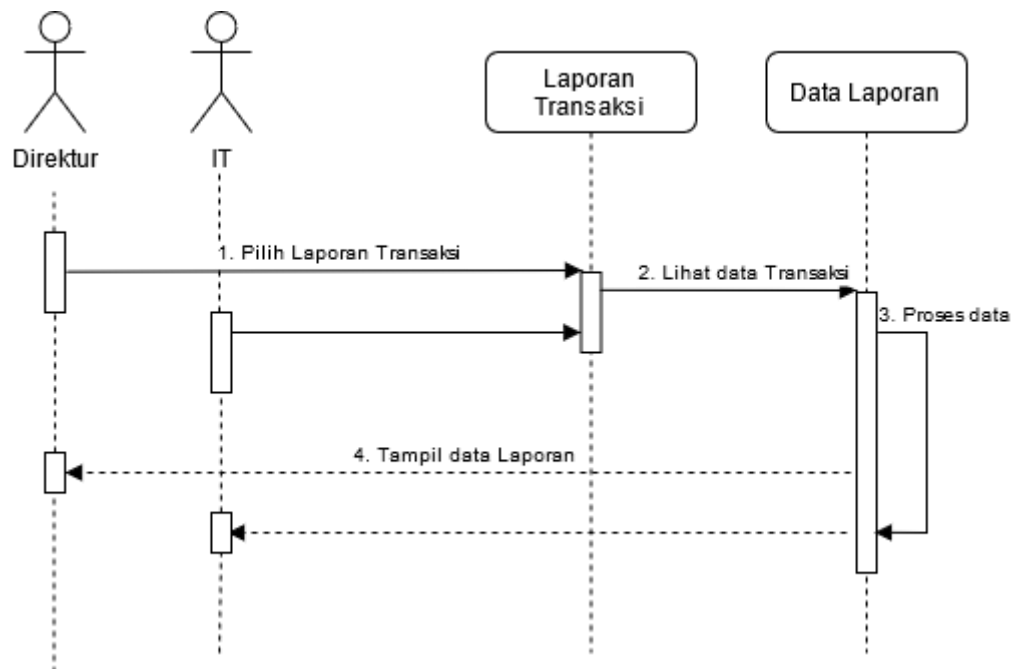 Laporan
Transaksi
Data Laporan
Direktur
IT
1. Pilih Laporan Transaksi
2. Lihat data Transaksi
3. Proses data
4. Tampil data Laporan